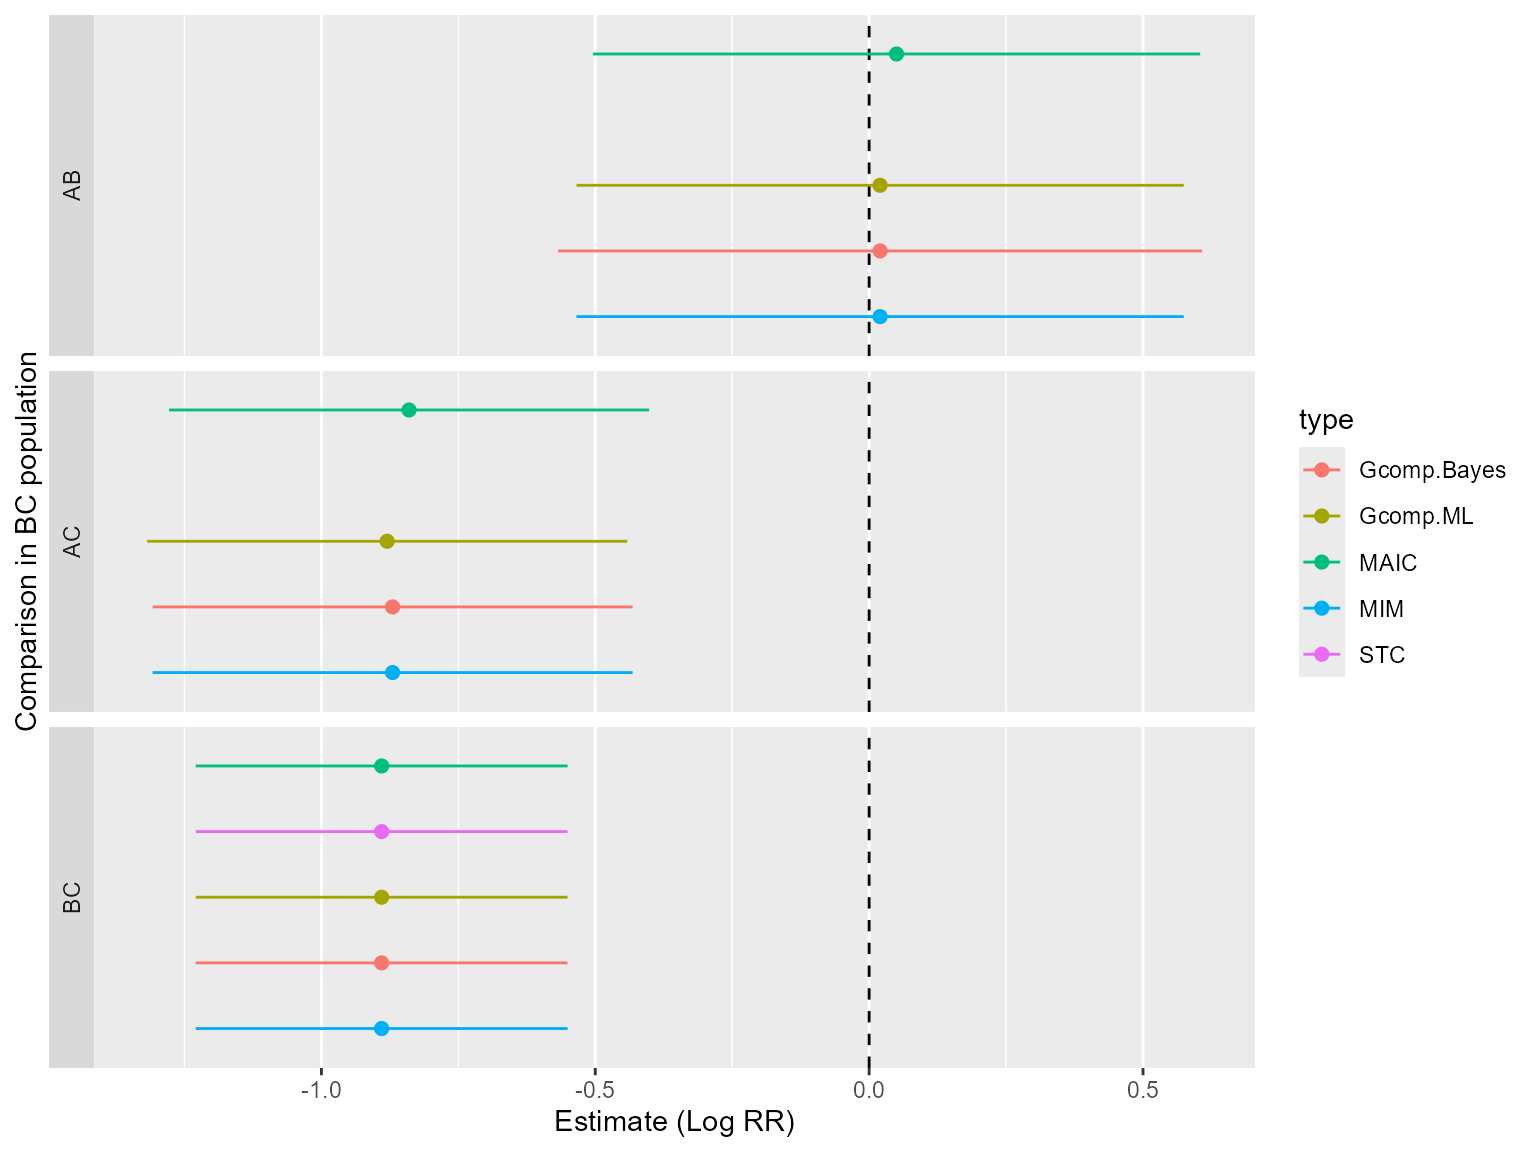 Comparison in BC population
AB
AC
BC
-1.0
-0.5
0.0
0.5
Estimate (Log RR)
type
Gcomp.Bayes
Gcomp.ML
MAIC
MIM
STC